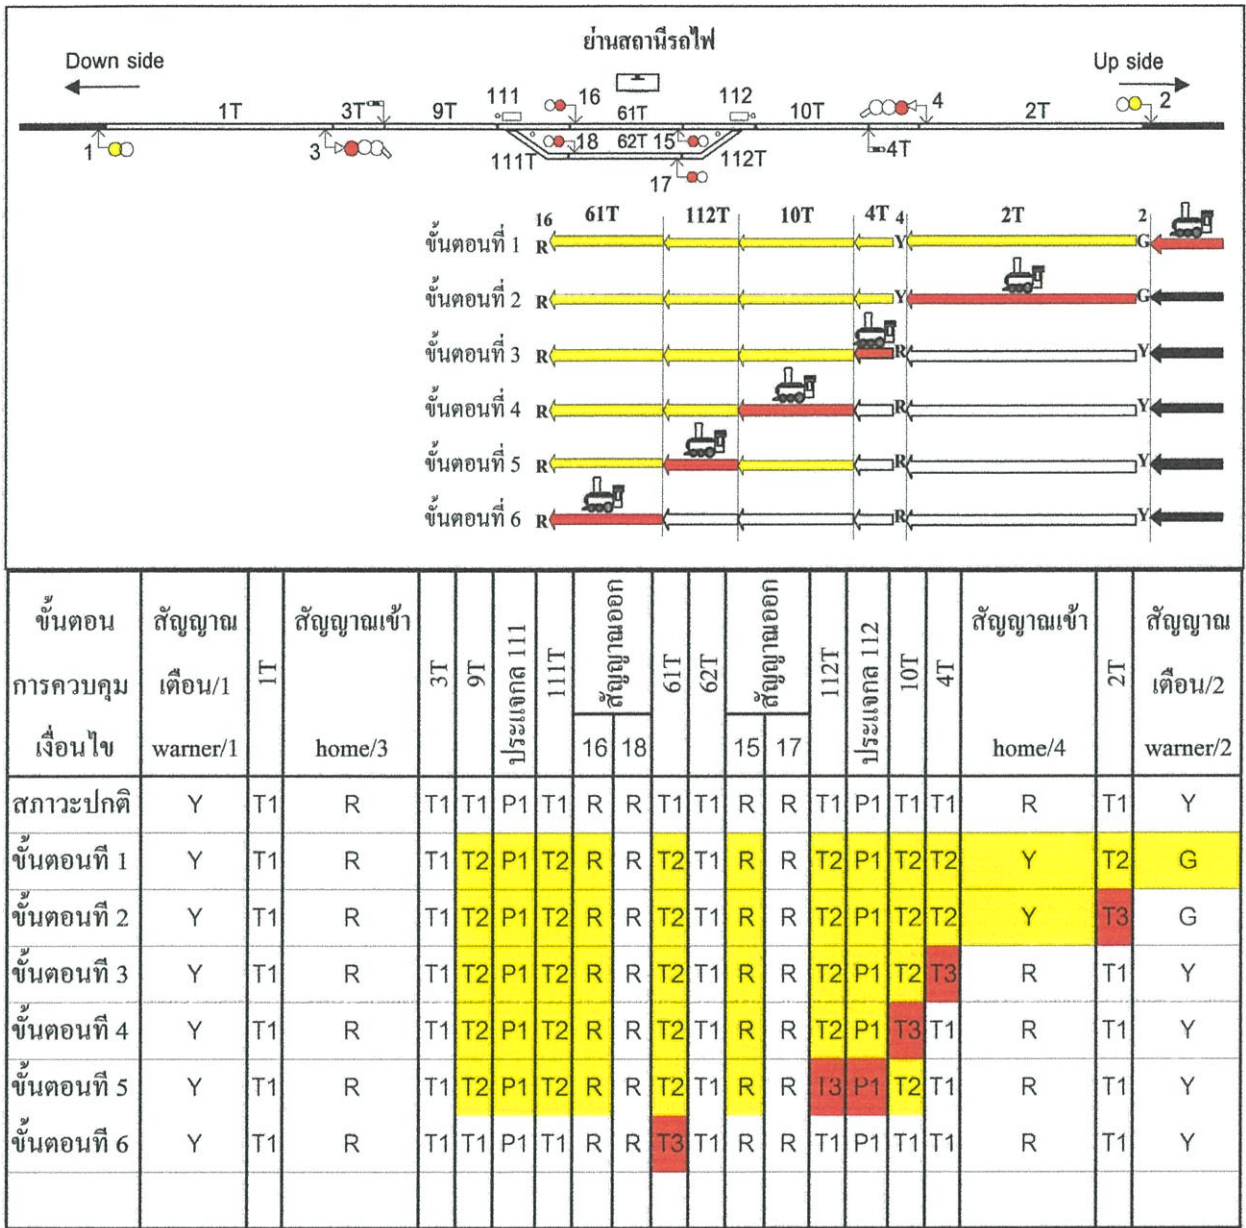 ย่านสถานีรถไฟ
Down side
Up side
1T 3T 9T 111 16 61T 112 10T 4 2T 2
1 3 111T 18 62T 15 112T 4T
17
16 61T 112T 10T 4T 4 2T 2
ขั้นตอนที่ 1 R Y G
ขั้นตอนที่ 2 R Y G
ขั้นตอนที่ 3 R R Y
ขั้นตอนที่ 4 R R Y
ขั้นตอนที่ 5 R R Y
ขั้นตอนที่ 6 R R Y
ขั้นตอน
การควบคุม
เงื่อนไข
สัญญาณ
เตือน/1
warner/1
1T
สัญญาณเข้า
home/3
3T
9T
ประแจกล 111
111T
สัญญาณออก
16 18
61T
62T
สัญญาณออก
15 17
112T
ประแจกล 112
10T
4T
สัญญาณเข้า
home/4
2T
สัญญาณ
เตือน/2
warner/2
สภาวะปกติ Y T1 R T1 T1 P1 T1 R R T1 T1 R R T1 P1 T1 T1 R T1 Y
ขั้นตอนที 1 Y T1 R T1 T2 P1 T2 R R T2 T1 R R T2 P1 T2 T2 Y T2 G
ขั้นตอนที 2 Y T1 R T1 T2 P1 T2 R R T2 T1 R R T2 P1 T2 T2 Y T3 G
ขั้นตอนที 3 Y T1 R T1 T2 P1 T2 R R T2 T1 R R T2 P1 T2 T3 R T1 Y
ขั้นตอนที 4 Y T1 R T1 T2 P1 T2 R R T2 T1 R R T2 P1 T3 T1 R T1 Y
ขั้นตอนที 5 Y T1 R T1 T2 P1 T2 R R T2 T1 R R T3 P1 T2 T1 R T1 Y
ขั้นตอนที 6 Y T1 R T1 T1 P1 T1 R R T3 T1 R R T1 P1 T1 T1 R T1 Y